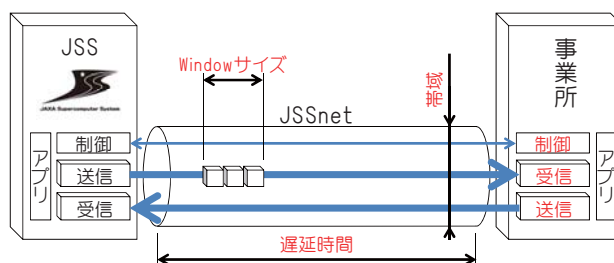 JSS
JAXA Supercomputer System
アプリ
制御
送信
受信
Windowサイズ
JSSnet
帯域
遅延時間
事業所
制御
受信
送信
アプリ